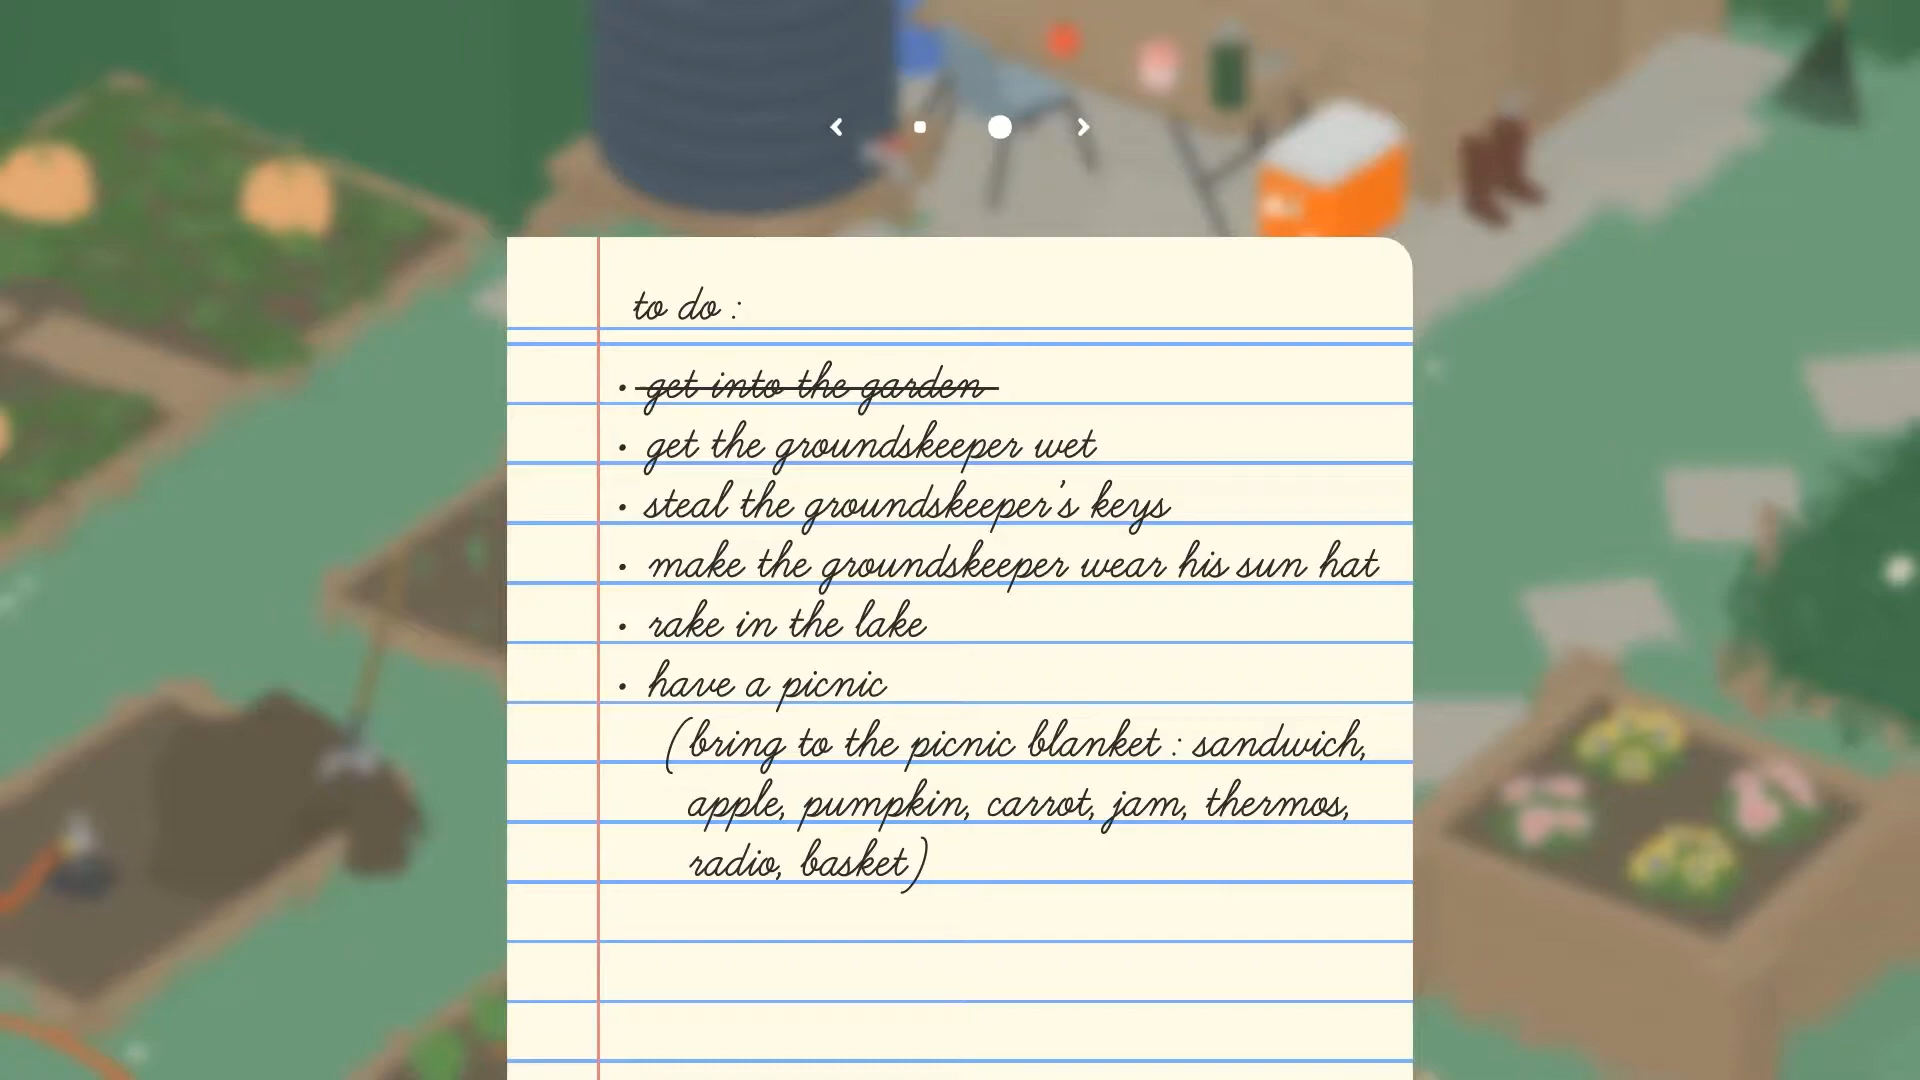 to do :
• get into the garden
• get the groundskeeper wet
• steal the groundskeeper's keys
• make the groundskeeper wear his sun hat
• rake in the lake
• have a picnic
(bring to the picnic blanket : sandwich,
apple, pumpkin, carrot, jam, thermos,
radio, basket)